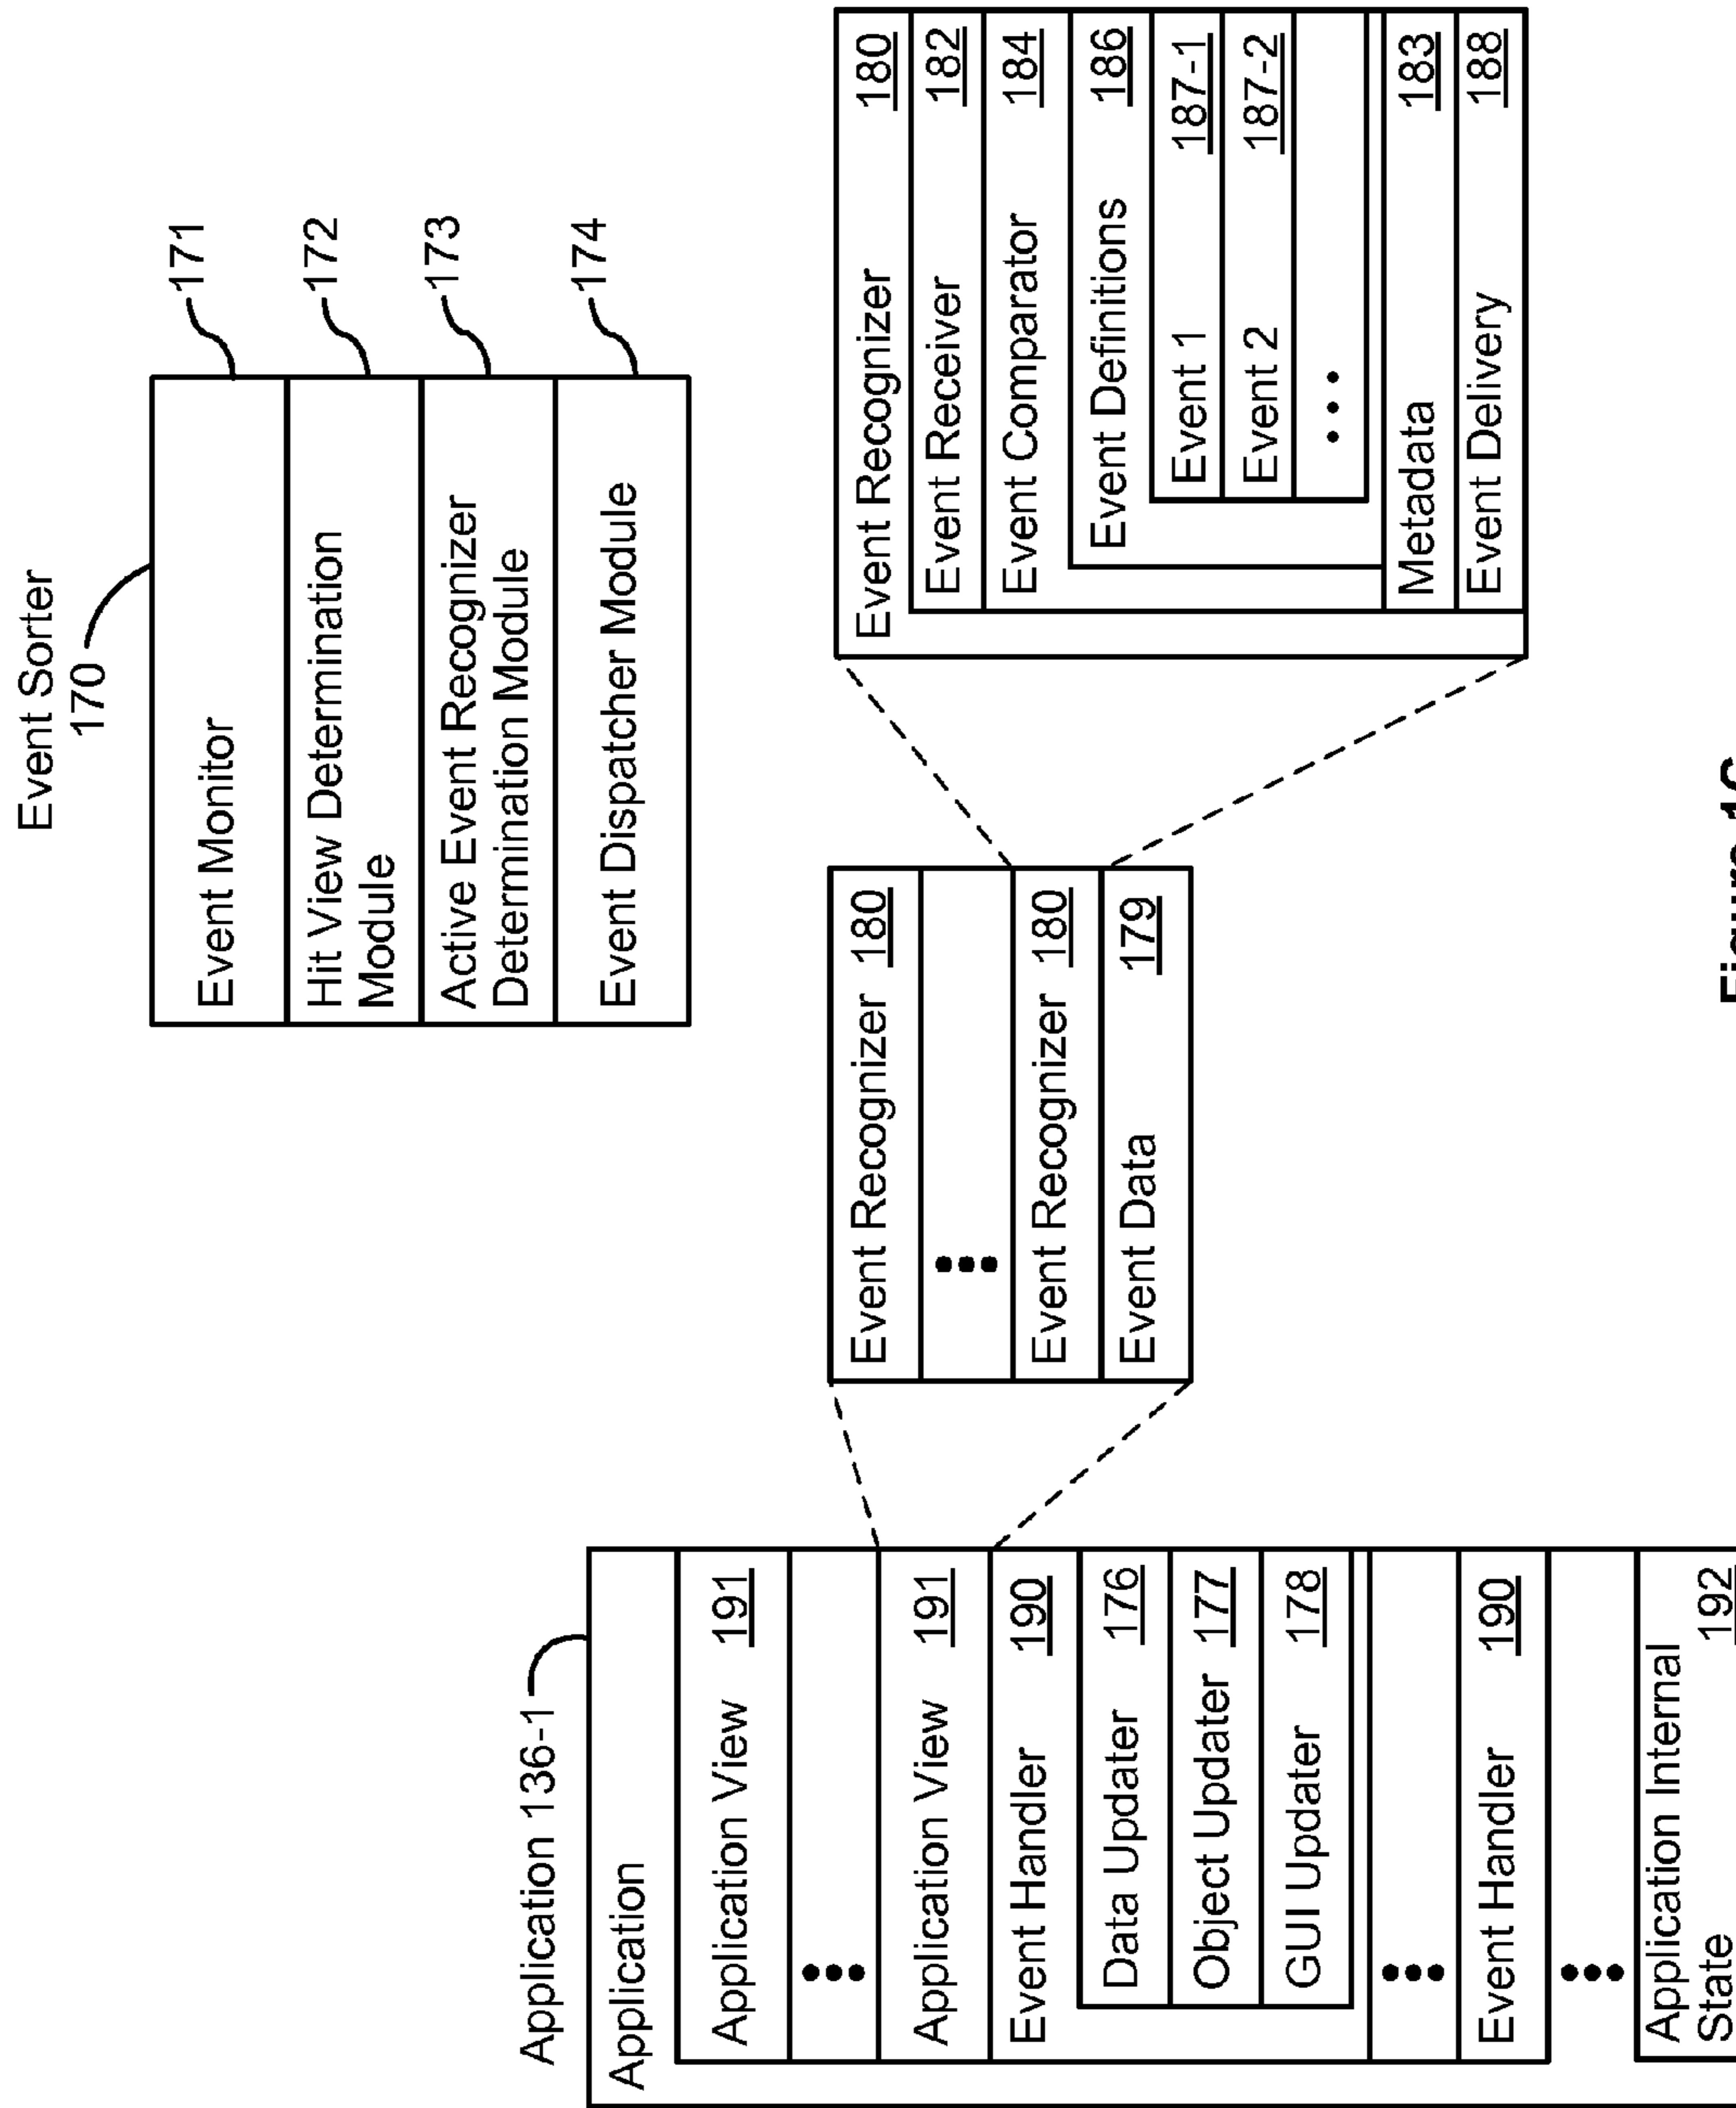 Event Sorter
170
Event Monitor
171
Hit View Determination
Module
172
Active Event Recognizer
Determination Module
173
Event Dispatcher Module
174
Application 136-1
Application
Application View 191
Application View 191
Event Handler 190
Data Updater 176
Object Updater 177
GUI Updater 178
Event Handler 190
Application Internal
State 192
Event Recognizer 180
Event Recognizer 180
Event Data 179
Event Recognizer 180
Event Receiver 182
Event Comparator 184
Event Definitions 186
Event 1 187-1
Event 2 187-2
Metadata 183
Event Delivery 188
Figure